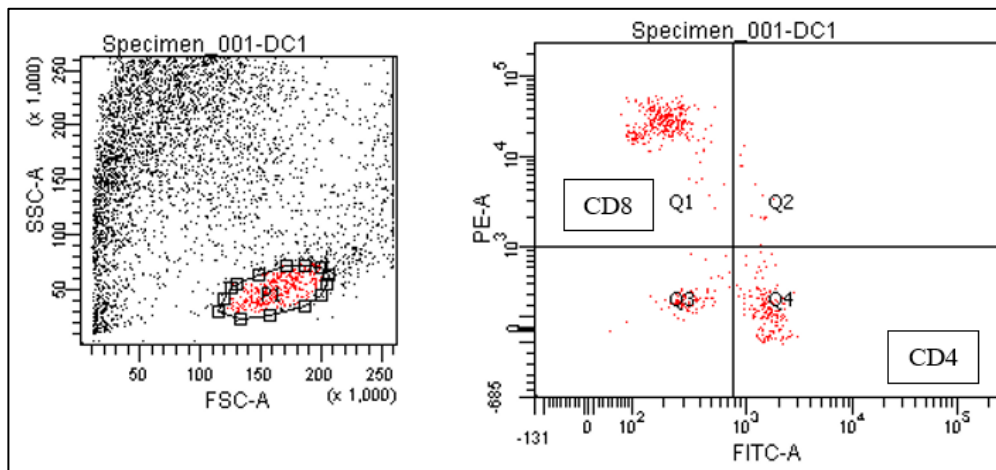 Specimen_001-DC1
SSC-A
(x 1,000)
250
200
150
100
50
P1
50 100 150 200 250
(x 1,000)
FSC-A
Specimen_001-DC1
PE-A
10^5
10^4
10^3
0
-685
CD8
Q1
Q2
Q3
Q4
CD4
-131
0 10^2 10^3 10^4 10^5
FITC-A